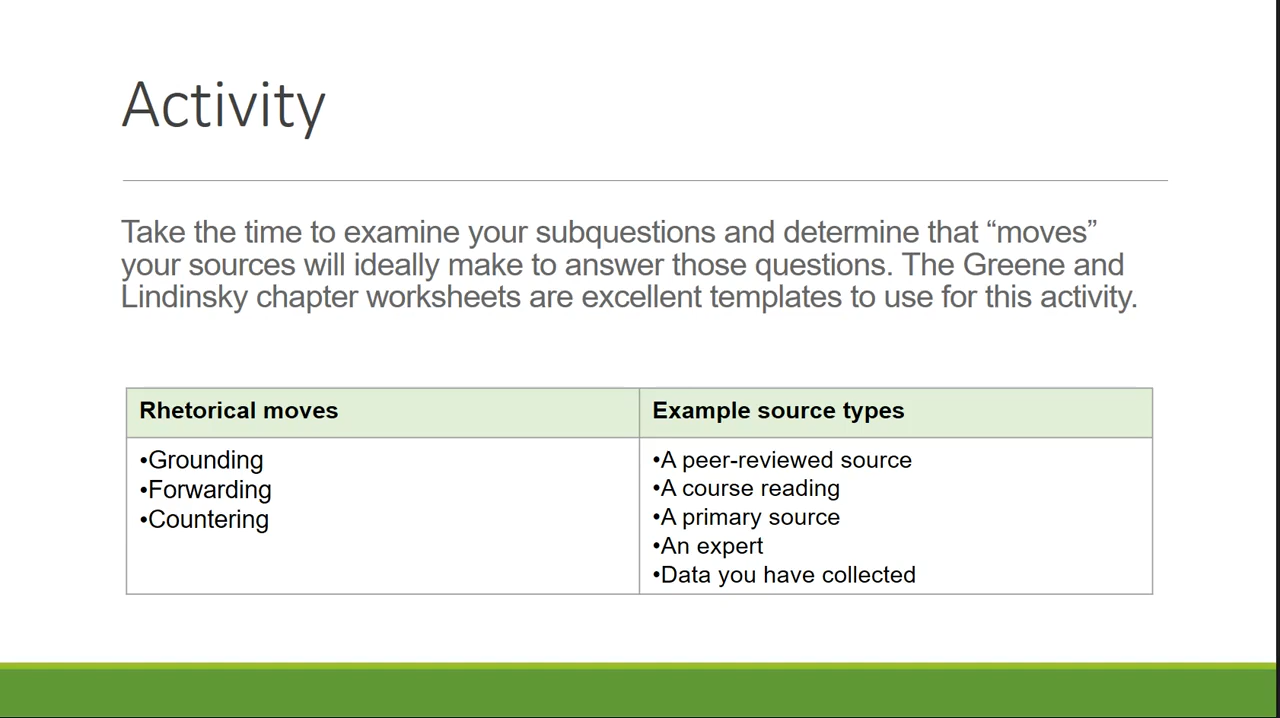 Activity
Take the time to examine your subquestions and determine that “moves”
your sources will ideally make to answer those questions. The Greene and
Lindinsky chapter worksheets are excellent templates to use for this activity.
Rhetorical moves
•Grounding
•Forwarding
•Countering
Example source types
•A peer-reviewed source
•A course reading
•A primary source
•An expert
•Data you have collected